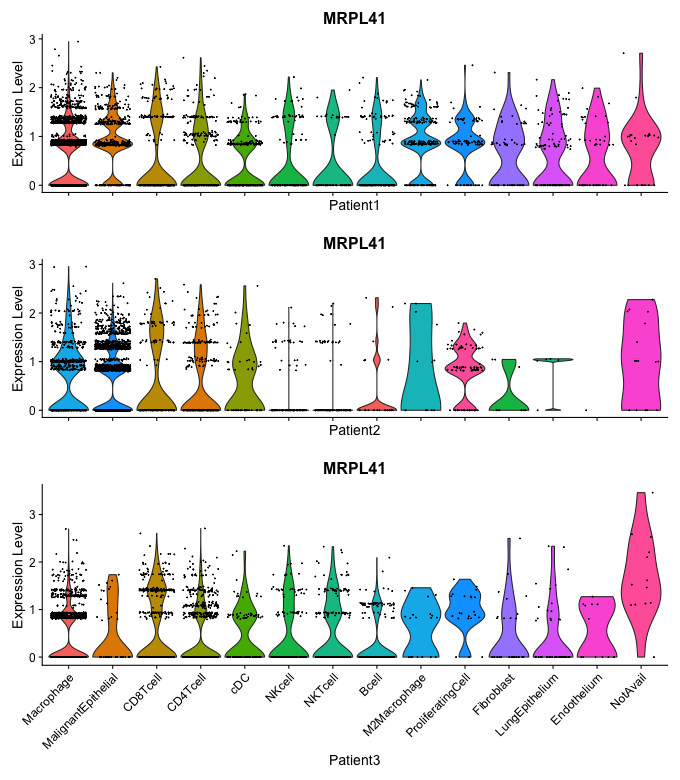 MRPL41
Expression Level
3
2
1
0
Patient1
MRPL41
Expression Level
3
2
1
0
Patient2
MRPL41
Expression Level
3
2
1
0
Macrophage
MalignantEpithelial
CD8Tcell
CD4Tcell
cDC
NKcell
NKTcell
Bcell
M2Macrophage
ProliferatingCell
Fibroblast
LungEpithelium
Endothelium
NotAvail
Patient3